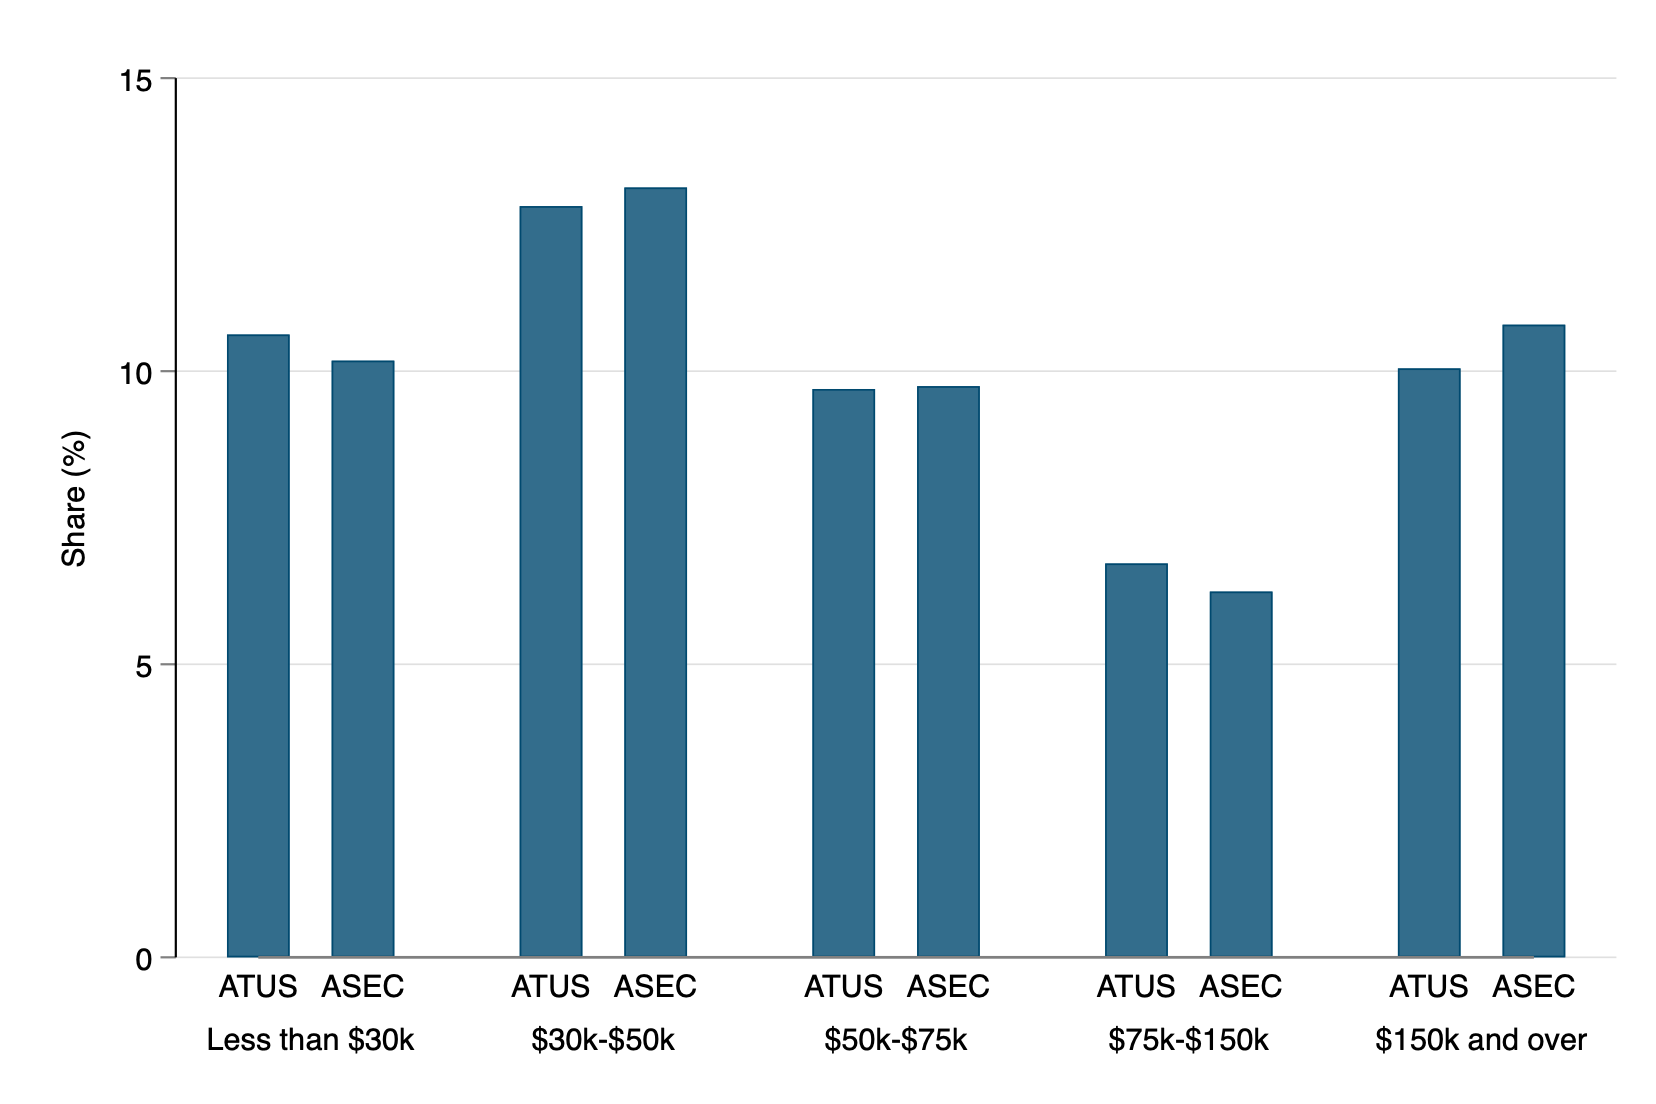 15
10
5
0
Share (%)
ATUS ASEC ATUS ASEC ATUS ASEC ATUS ASEC ATUS ASEC
Less than $30k $30k-$50k $50k-$75k $75k-$150k $150k and over